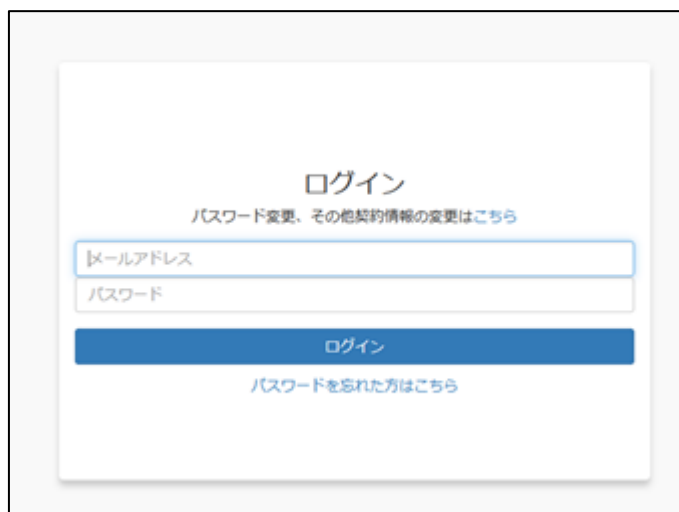 ログイン
パスワード変更、その他契約情報の変更はこちら
メールアドレス
パスワード
ログイン
パスワードを忘れた方はこちら